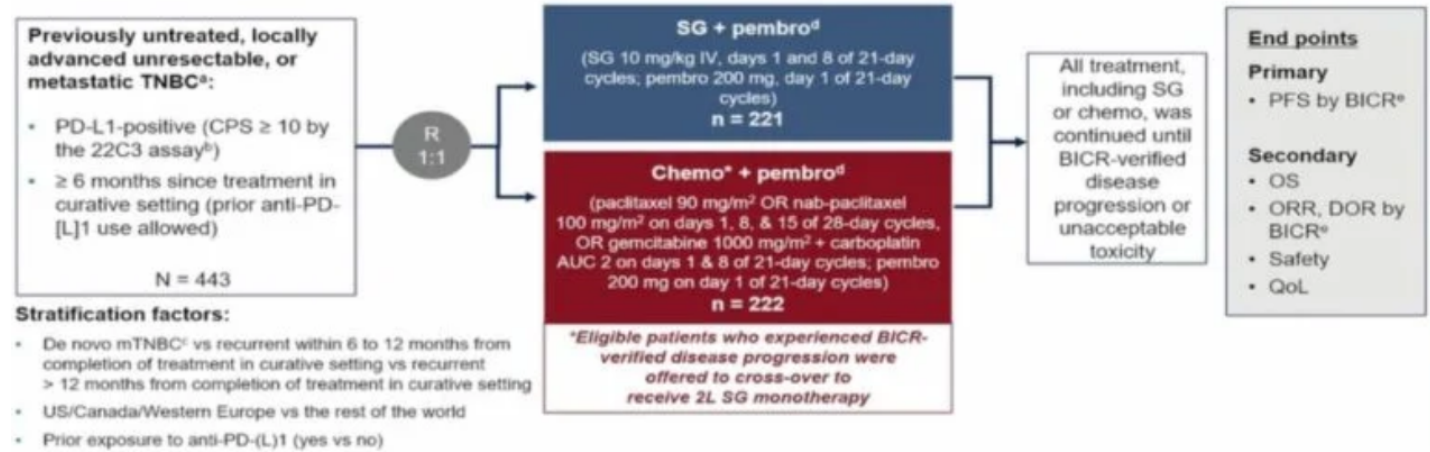 Previously untreated, locally
advanced unresectable, or
metastatic TNBCᵃ:
• PD-L1-positive (CPS ≥ 10 by
the 22C3 assayᵇ)
• ≥ 6 months since treatment in
curative setting (prior anti-PD-
[L]1 use allowed)
N = 443
Stratification factors:
• De novo mTNBCᶜ vs recurrent within 6 to 12 months from
completion of treatment in curative setting vs recurrent
> 12 months from completion of treatment in curative setting
• US/Canada/Western Europe vs the rest of the world
• Prior exposure to anti-PD-(L)1 (yes vs no)
R
1:1
SG + pembroᵈ
(SG 10 mg/kg IV, days 1 and 8 of 21-day
cycles; pembro 200 mg, day 1 of 21-day
cycles)
n = 221
Chemo* + pembroᵈ
(paclitaxel 90 mg/m² OR nab-paclitaxel
100 mg/m² on days 1, 8, & 15 of 28-day cycles,
OR gemcitabine 1000 mg/m² + carboplatin
AUC 2 on days 1 & 8 of 21-day cycles; pembro
200 mg on day 1 of 21-day cycles)
n = 222
*Eligible patients who experienced BICR-
verified disease progression were
offered to cross-over to
receive 2L SG monotherapy
All treatment,
including SG
or chemo, was
continued until
BICR-verified
disease
progression or
unacceptable
toxicity
End points
Primary
• PFS by BICRᵉ
Secondary
• OS
• ORR, DOR by
BICRᵉ
• Safety
• QoL